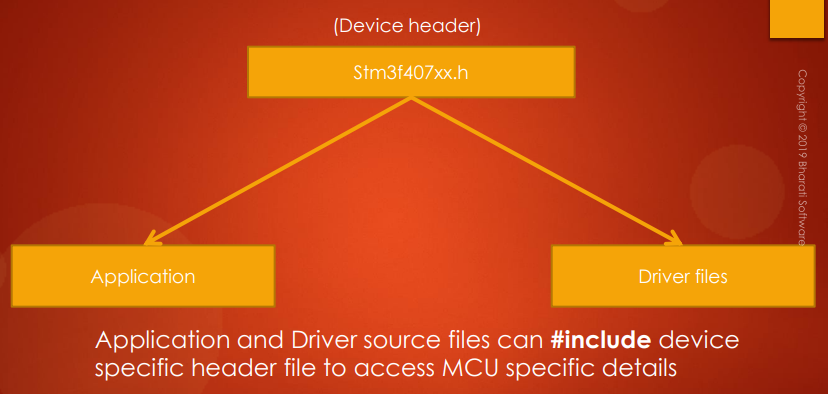 (Device header)
Stm3f407xx.h
Copyright © 2019 Bharati Software
Application
Driver files
Application and Driver source files can #include device
specific header file to access MCU specific details